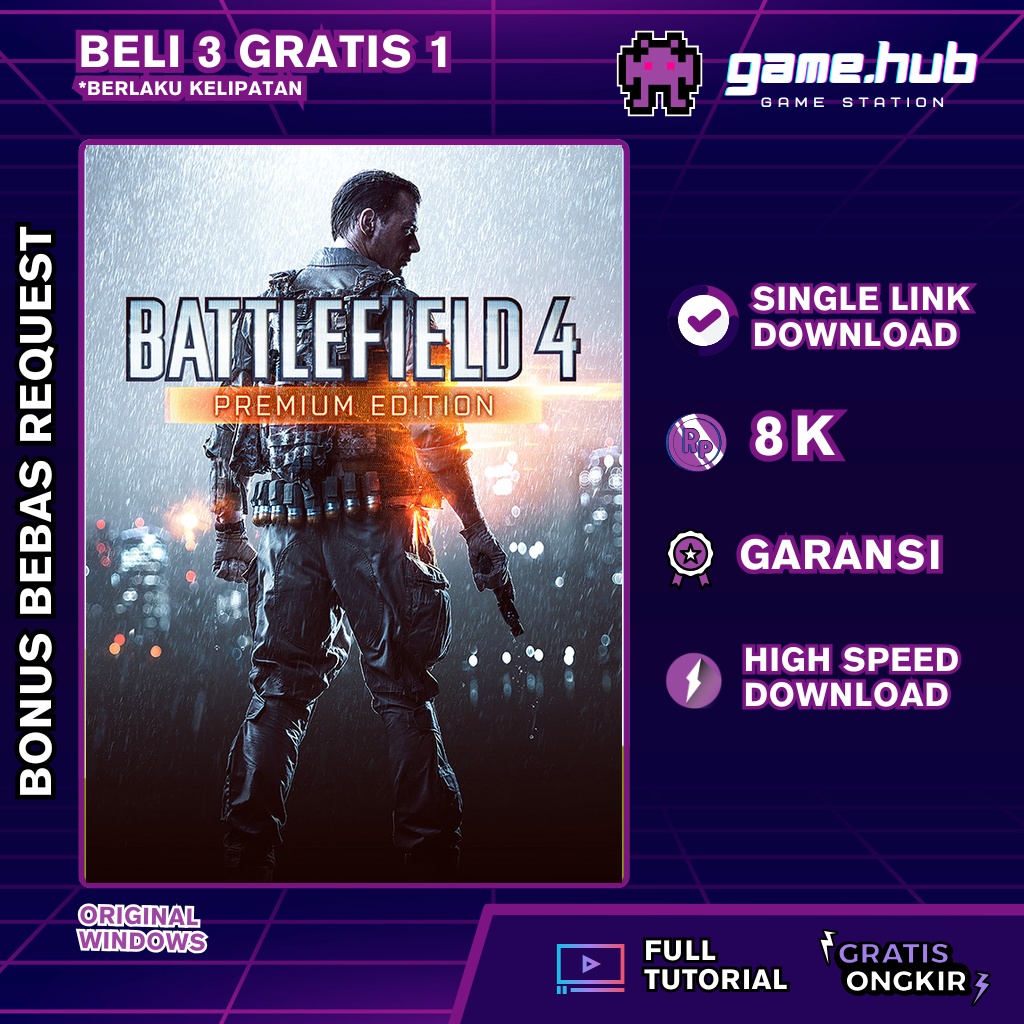 BELI 3 GRATIS 1
*BERLAKU KELIPATAN
game.hub
GAME STATION
BONUS BEBAS REQUEST
BATTLEFIELD 4
PREMIUM EDITION
SINGLE LINK
DOWNLOAD
Rp
8K
GARANSI
HIGH SPEED
DOWNLOAD
ORIGINAL
WINDOWS
FULL
TUTORIAL
GRATIS
ONGKIR